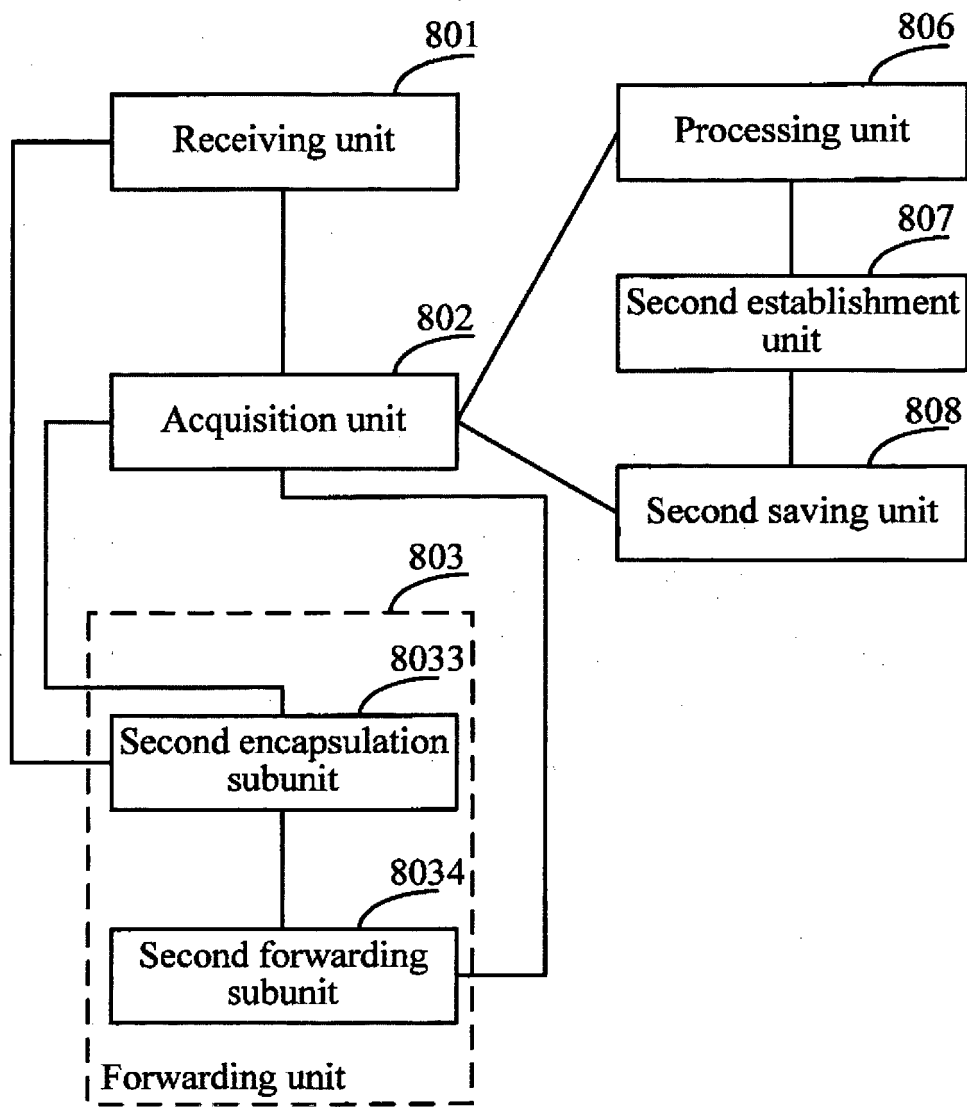 801
Receiving unit
806
Processing unit
807
Second establishment
unit
802
Acquisition unit
808
Second saving unit
803
8033
Second encapsulation
subunit
8034
Second forwarding
subunit
Forwarding unit